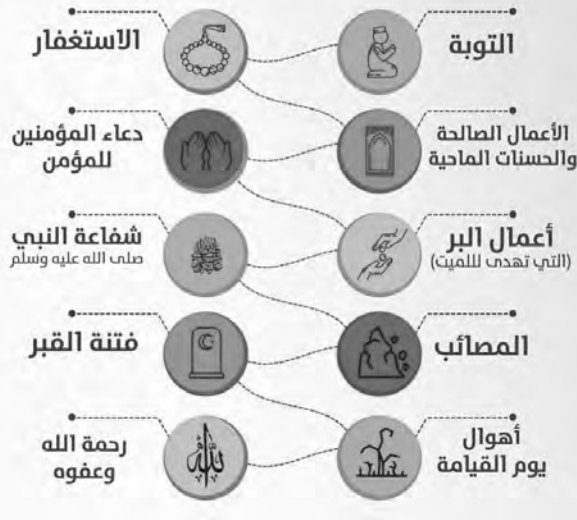 التوبة
الاستغفار
الأعمال الصالحة
والحسنات الماحية
دعاء المؤمنين
للمؤمن
أعمال البر
(التي تهدى للميت)
شفاعة النبي
صلى الله عليه وسلم
المصائب
فتنة القبر
أهوال
يوم القيامة
رحمة الله
وعفوه
الله